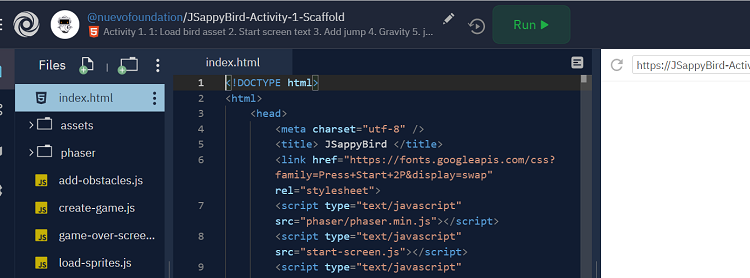 @nuevofoundation/JSappyBird-Activity-1-Scaffold
Activity 1. 1: Load bird asset 2. Start screen text 3. Add jump 4. Gravity 5. j...
Run
Files
index.html
index.html
assets
phaser
add-obstacles.js
create-game.js
game-over-scree...
load-sprites.js
1 <!DOCTYPE html>
2 <html>
3 <head>
4 <meta charset="utf-8" />
5 <title> JSappyBird </title>
6 <link href="https://fonts.googleapis.com/css?
family=Press+Start+2P&display=swap"
rel="stylesheet">
7 <script type="text/javascript"
src="phaser/phaser.min.js"></script>
8 <script type="text/javascript"
src="start-screen.js"></script>
9 <script type="text/javascript"
https://JSappyBird-Activ